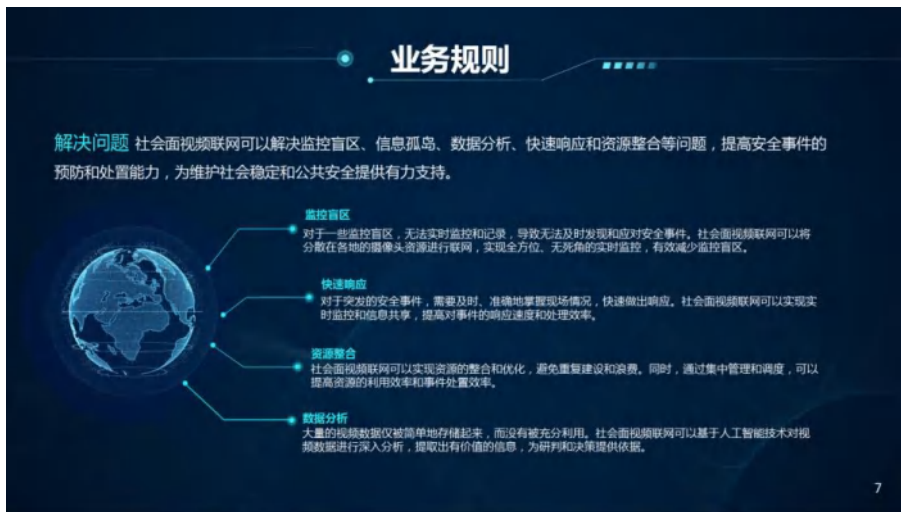 业务规则
解决问题 社会面视频联网可以解决监控盲区、信息孤岛、数据分析、快速响应和资源整合等问题，提高安全事件的
预防和处置能力，为维护社会稳定和公共安全提供有力支持。
监控盲区
对于一些监控盲区，无法实时监控和记录，导致无法及时发现和应对安全事件。社会面视频联网可以将
分散在各地的摄像头资源进行联网，实现全方位、无死角的实时监控，有效减少监控盲区。
快速响应
对于突发的安全事件，需要及时、准确地掌握现场情况，快速做出响应。社会面视频联网可以实现实
时监控和信息共享，提高对事件的响应速度和处理效率。
资源整合
社会面视频联网可以实现资源的整合和优化，避免重复建设和浪费。同时，通过集中管理和调度，可以
提高资源的利用效率和事件处置效率。
数据分析
大量的视频数据仅被简单地存储起来，而没有被充分利用。社会面视频联网可以基于人工智能技术对视
频数据进行深入分析，提取出有价值的信息，为研判和决策提供依据。
7